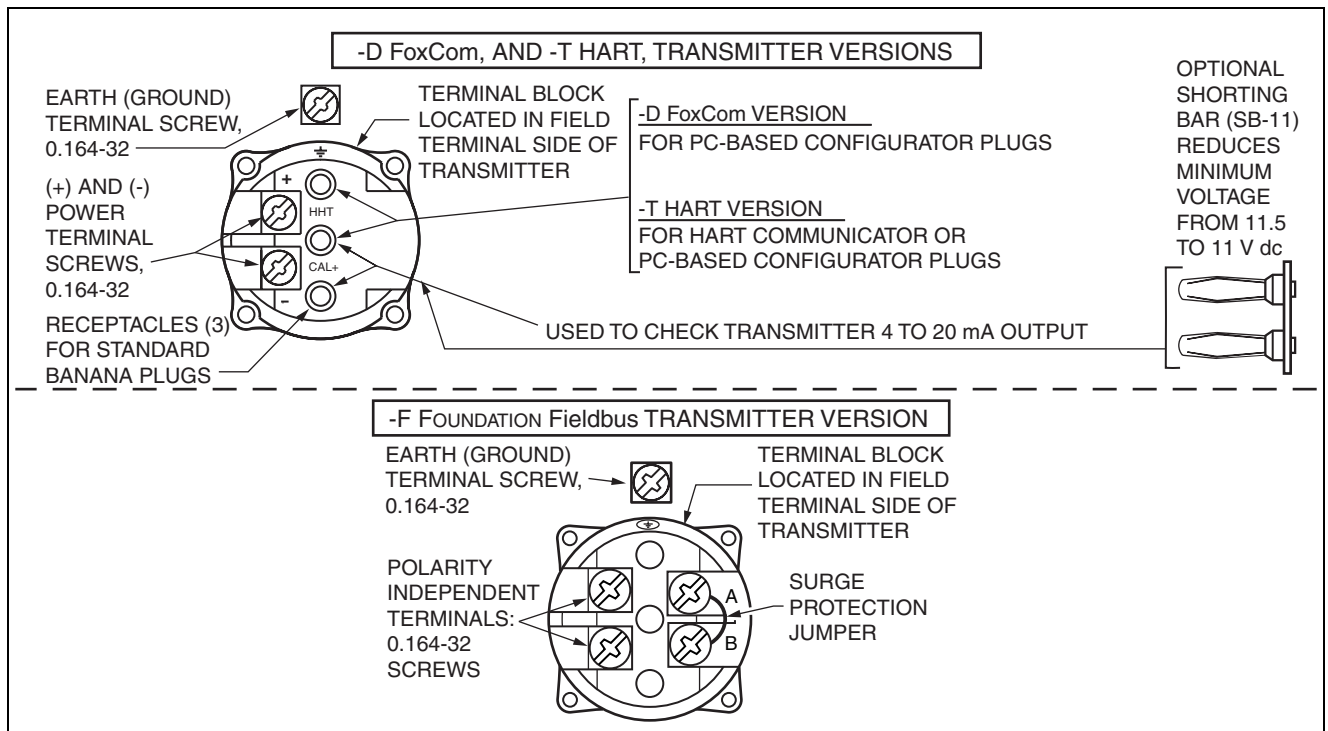 -D FoxCom, AND -T HART, TRANSMITTER VERSIONS
EARTH (GROUND)
TERMINAL SCREW,
0.164-32
(+) AND (-)
POWER
TERMINAL
SCREWS,
0.164-32
RECEPTACLES (3)
FOR STANDARD
BANANA PLUGS
+
HHT
CAL+
-
TERMINAL BLOCK
LOCATED IN FIELD
TERMINAL SIDE OF
TRANSMITTER
-D FoxCom VERSION
FOR PC-BASED CONFIGURATOR PLUGS
-T HART VERSION
FOR HART COMMUNICATOR OR
PC-BASED CONFIGURATOR PLUGS
USED TO CHECK TRANSMITTER 4 TO 20 mA OUTPUT
OPTIONAL
SHORTING
BAR (SB-11)
REDUCES
MINIMUM
VOLTAGE
FROM 11.5
TO 11 V dc
-F FOUNDATION Fieldbus TRANSMITTER VERSION
EARTH (GROUND)
TERMINAL SCREW,
0.164-32
POLARITY
INDEPENDENT
TERMINALS:
0.164-32
SCREWS
TERMINAL BLOCK
LOCATED IN FIELD
TERMINAL SIDE OF
TRANSMITTER
A
B
SURGE
PROTECTION
JUMPER